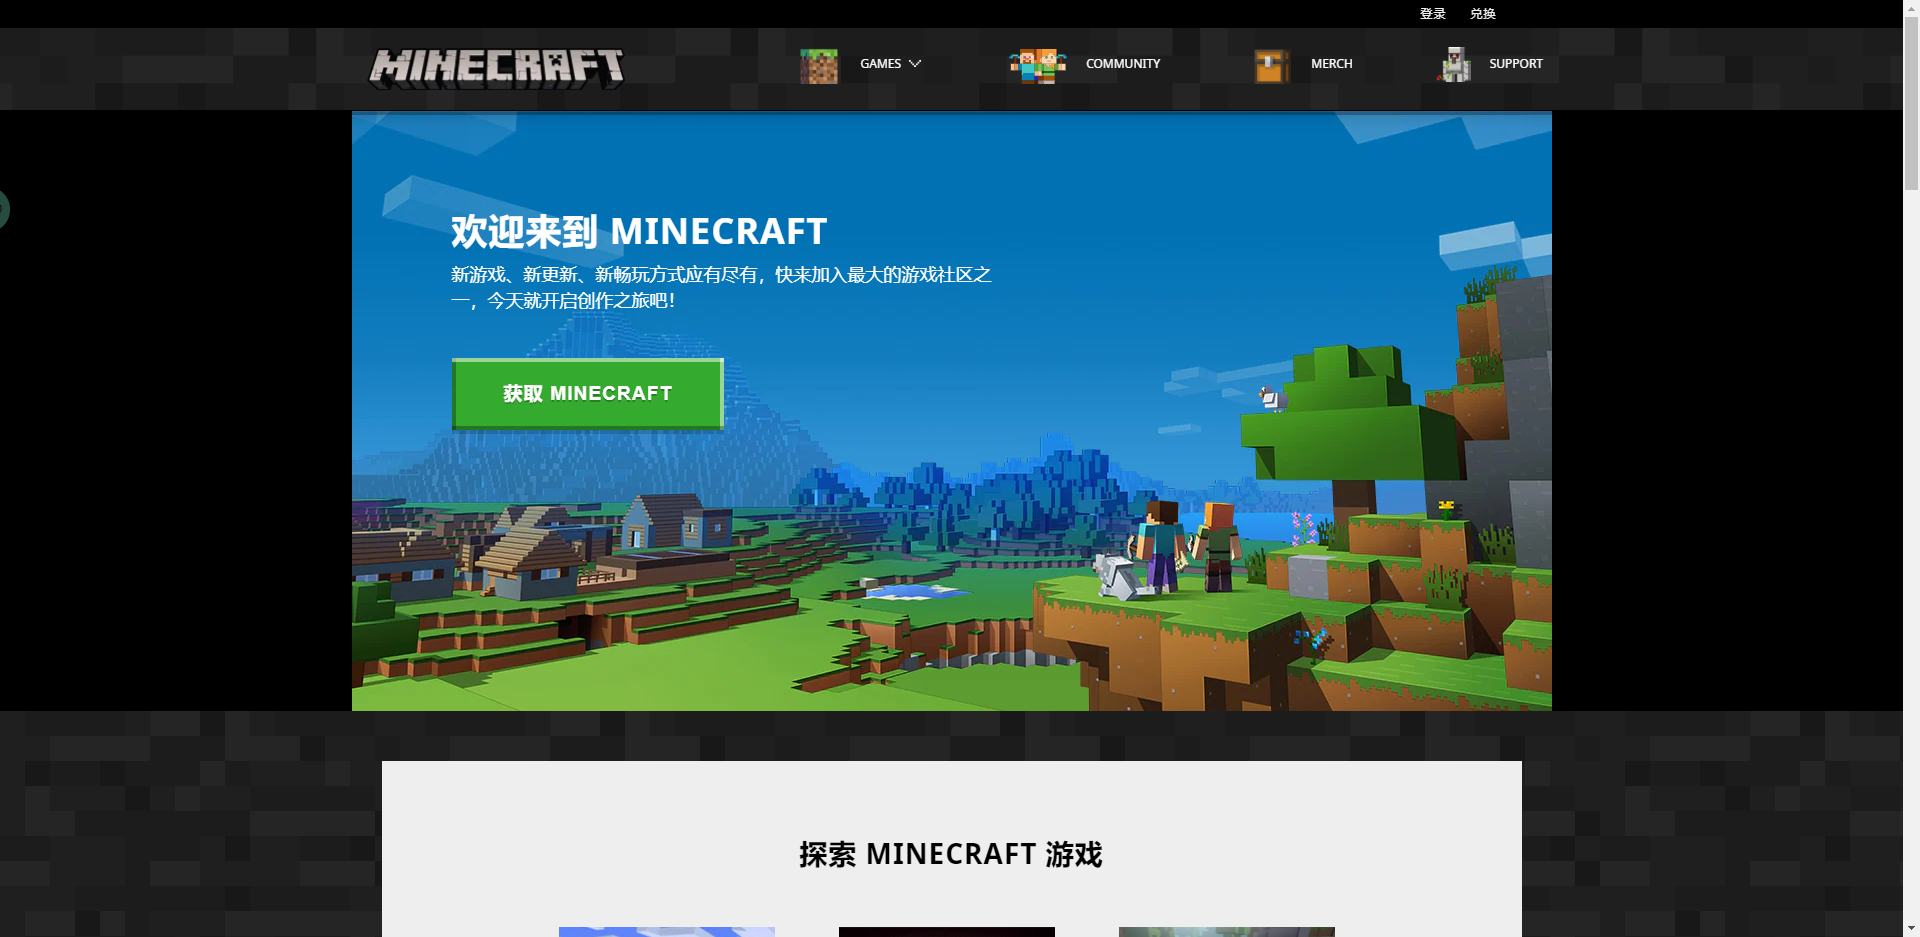 登录 兑换
MINECRAFT
GAMES COMMUNITY MERCH SUPPORT
欢迎来到 MINECRAFT
新游戏、新更新、新畅玩方式应有尽有，快来加入最大的游戏社区之
一，今天就开启创作之旅吧！
获取 MINECRAFT
探索 MINECRAFT 游戏